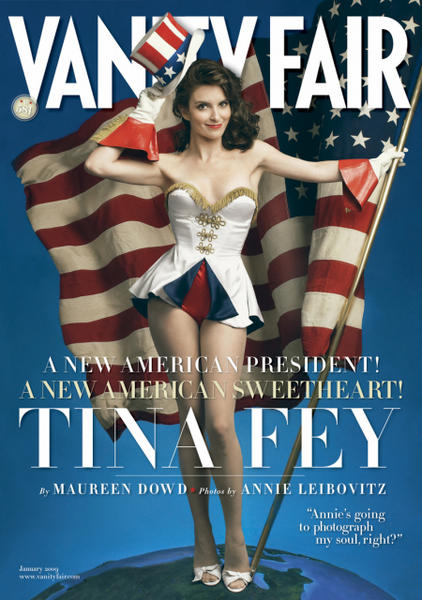 VANITY FAIR
A NEW AMERICAN PRESIDENT!
A NEW AMERICAN SWEETHEART!
TINA FEY
By MAUREEN DOWD • Photos by ANNIE LEIBOVITZ
“Annie’s going
to photograph
my soul, right?”
January 2009
www.vanityfair.com